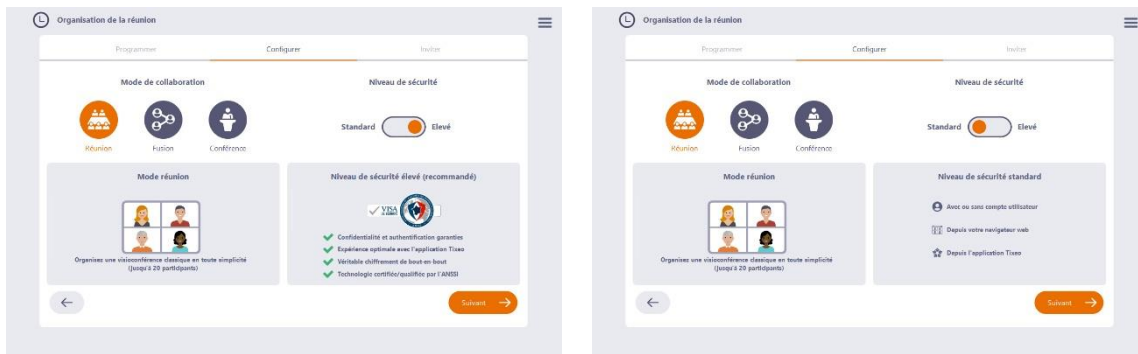 Organisation de la réunion
Programmer
Configurer
Inviter
Mode de collaboration
Niveau de sécurité
Réunion
Fusion
Conférence
Standard
Elevé
Mode réunion
Organisez une visioconférence classique en toute simplicité
(jusqu'à 20 participants)
Niveau de sécurité élevé (recommandé)
VISA
Confidentialité et authentification garanties
Expérience optimale avec l'application Tixeo
Véritable chiffrement de bout-en-bout
Technologie certifiée/qualifiée par l'ANSSI
Suivant
Organisation de la réunion
Programmer
Configurer
Inviter
Mode de collaboration
Niveau de sécurité
Réunion
Fusion
Conférence
Standard
Elevé
Mode réunion
Organisez une visioconférence classique en toute simplicité
(jusqu'à 20 participants)
Niveau de sécurité standard
Avec ou sans compte utilisateur
Depuis votre navigateur web
Depuis l'application Tixeo
Suivant